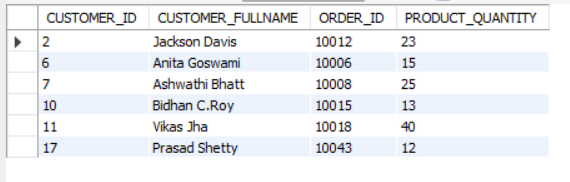 CUSTOMER_ID CUSTOMER_FULLNAME ORDER_ID PRODUCT_QUANTITY
2 Jackson Davis 10012 23
6 Anita Goswami 10006 15
7 Ashwathi Bhatt 10008 25
10 Bidhan C.Roy 10015 13
11 Vikas Jha 10018 40
17 Prasad Shetty 10043 12